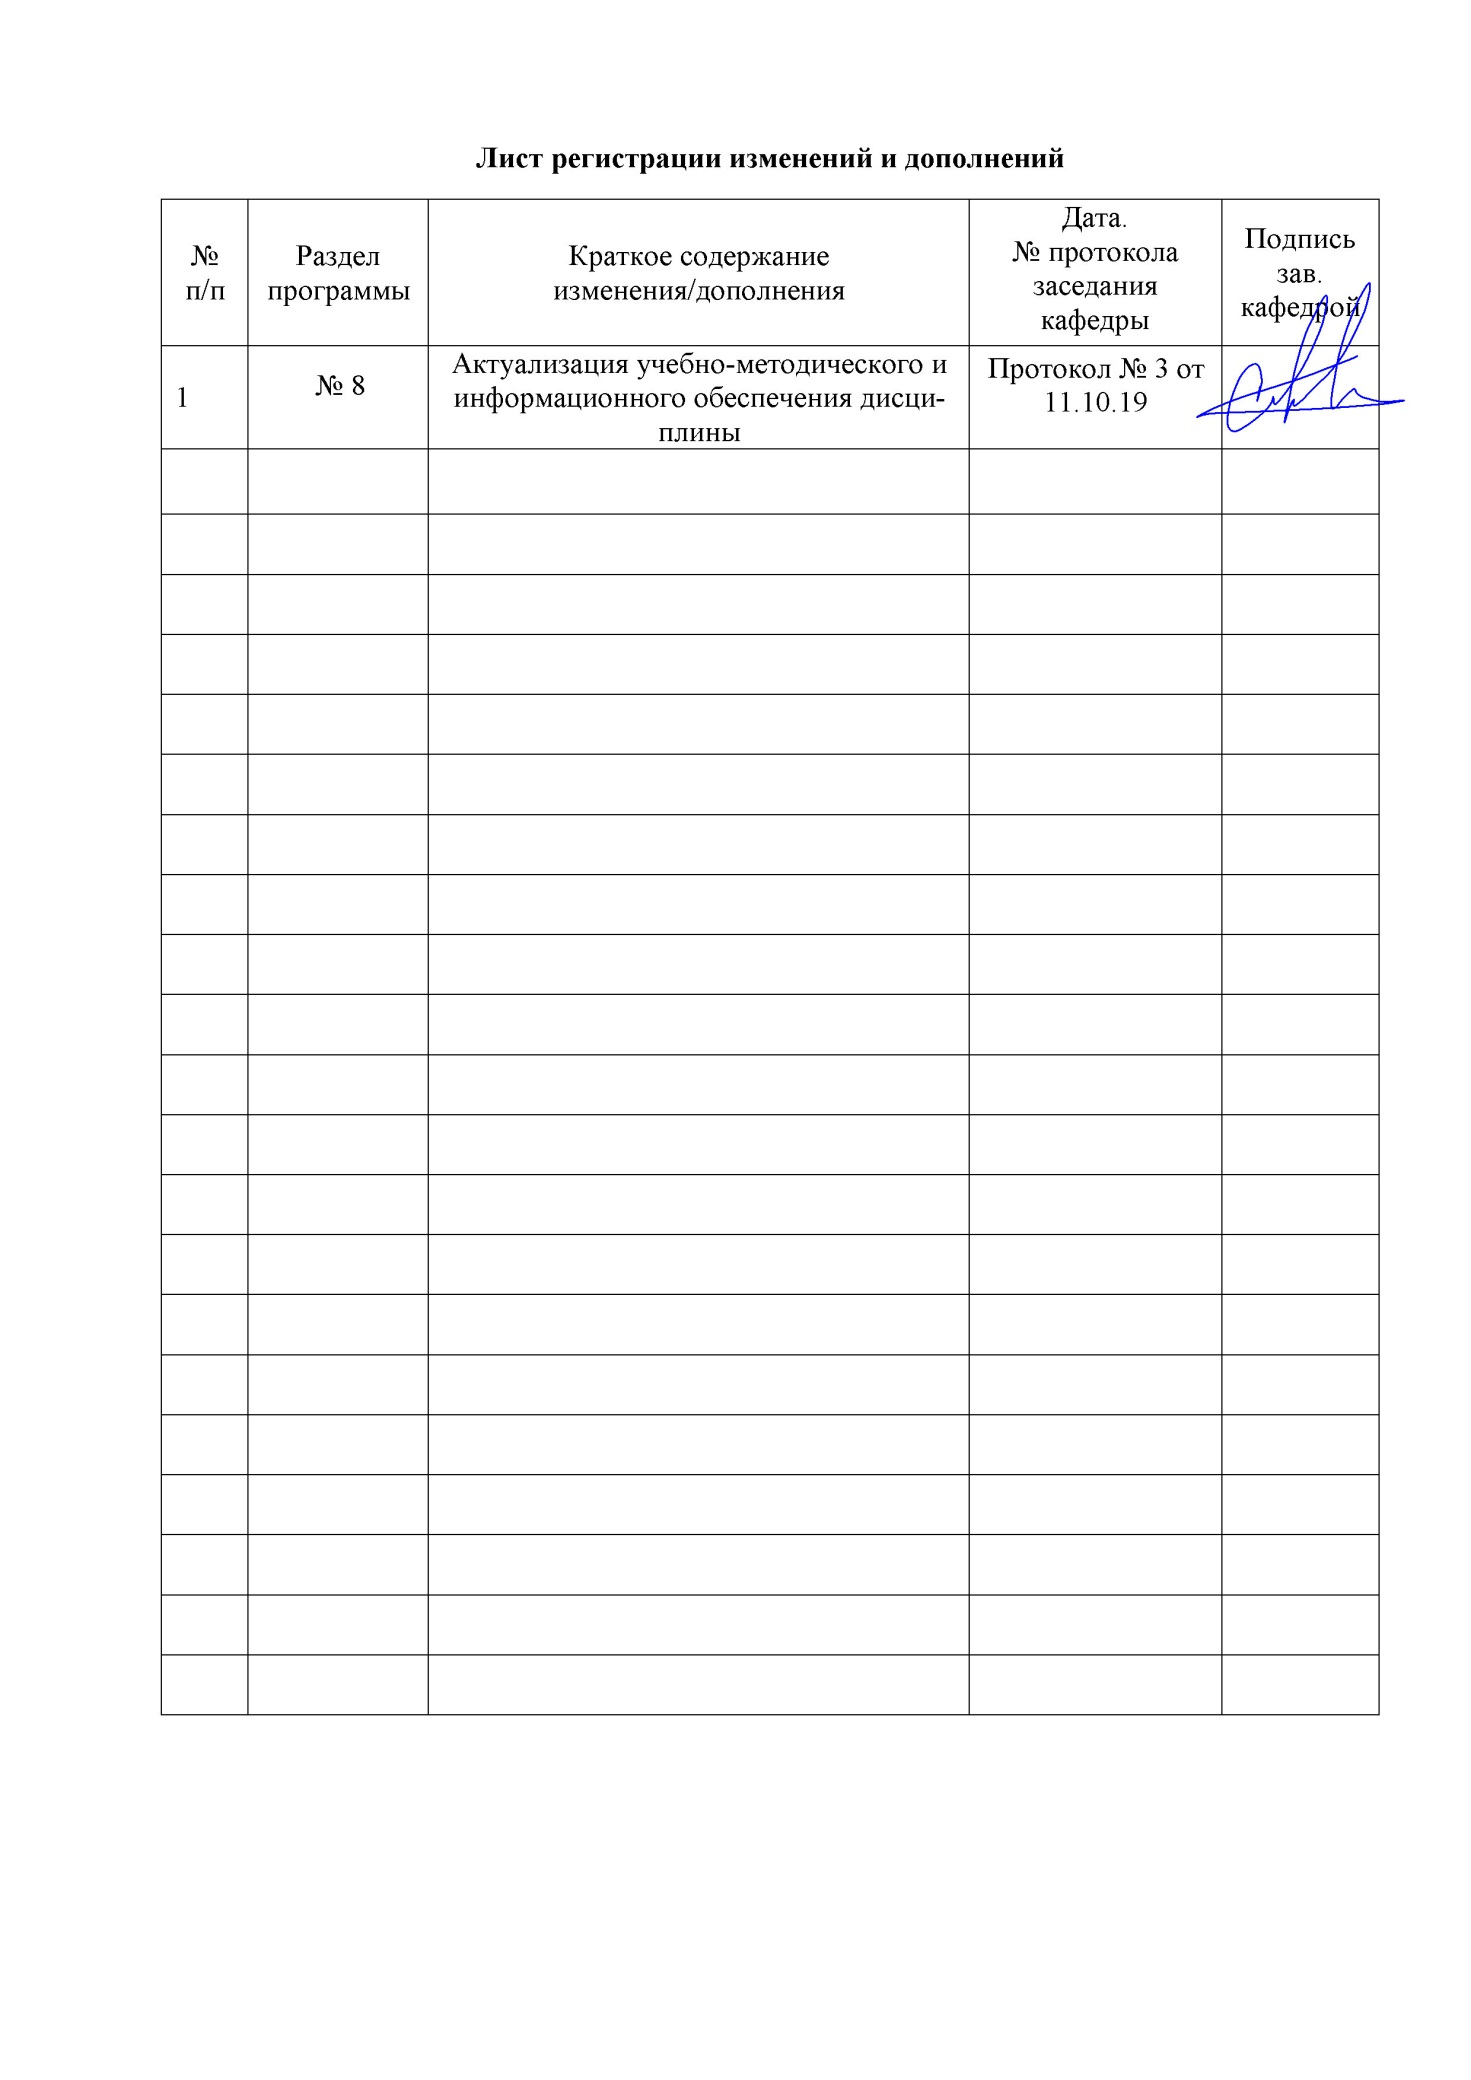 Лист регистрации изменений и дополнений
№
п/п
Раздел
программы
Краткое содержание
изменения/дополнения
Дата.
№ протокола
заседания
кафедры
Подпись
зав.
кафедрой
1
№ 8
Актуализация учебно-методического и
информационного обеспечения дисци-
плины
Протокол № 3 от
11.10.19